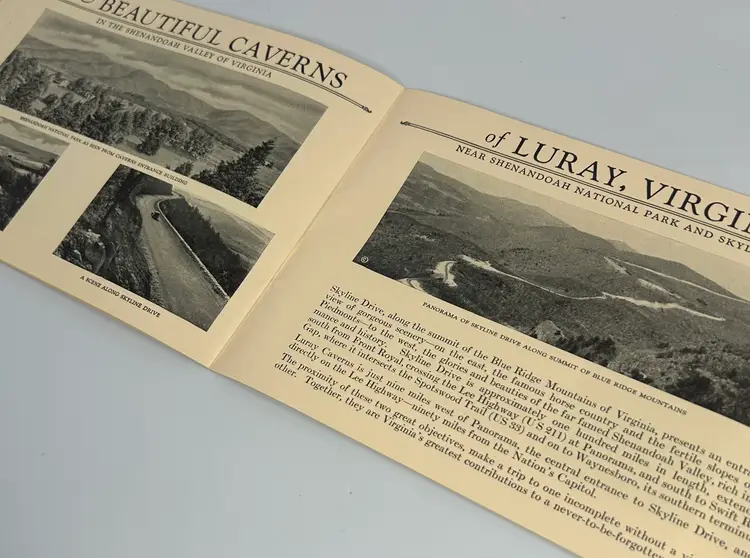 BEAUTIFUL CAVERNS
IN THE SHENANDOAH VALLEY OF VIRGINIA
SHENANDOAH NATIONAL PARK AS SEEN FROM CAVERNS ENTRANCE BUILDING
A SCENE ALONG SKYLINE DRIVE
of LURAY, VIRGIN
NEAR SHENANDOAH NATIONAL PARK AND SKYL
©
PANORAMA OF SKYLINE DRIVE ALONG SUMMIT OF BLUE RIDGE MOUNTAINS
Skyline Drive, along the summit of the Blue Ridge Mountains of Virginia, presents an entr
view of gorgeous scenery—on the east, the famous horse country and the fertile slopes o
Piedmonts—to the west, the glories and beauties of the far famed Shenandoah Valley, rich in
mance and history. Skyline Drive is approximately one hundred miles in length, exten
south from Front Royal, crossing the Lee Highway (US 211) at Panorama, and south to Swift
Gap, where it intersects the Spotswood Trail (US 33) and on to Waynesboro, its southern termin
Luray Caverns is just nine miles west of Panorama, the central entrance to Skyline Drive, and
directly on the Lee Highway—ninety miles from the Nation's Capitol.
The proximity of these two great objectives, make a trip to one incomplete without a vi
other. Together, they are Virginia's greatest contributions to a never-to-be-forgotten